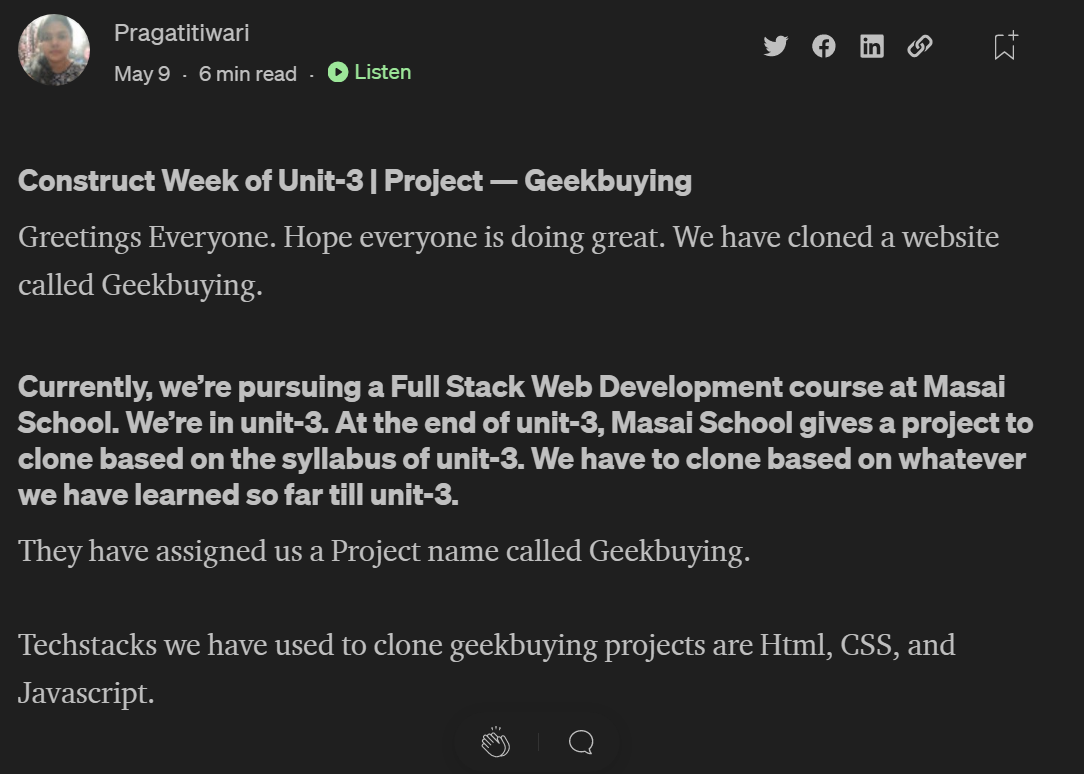 Pragatitiwari
May 9 · 6 min read · Listen
Construct Week of Unit-3 | Project — Geekbuying
Greetings Everyone. Hope everyone is doing great. We have cloned a website
called Geekbuying.
Currently, we’re pursuing a Full Stack Web Development course at Masai
School. We’re in unit-3. At the end of unit-3, Masai School gives a project to
clone based on the syllabus of unit-3. We have to clone based on whatever
we have learned so far till unit-3.
They have assigned us a Project name called Geekbuying.
Techstacks we have used to clone geekbuying projects are Html, CSS, and
Javascript.